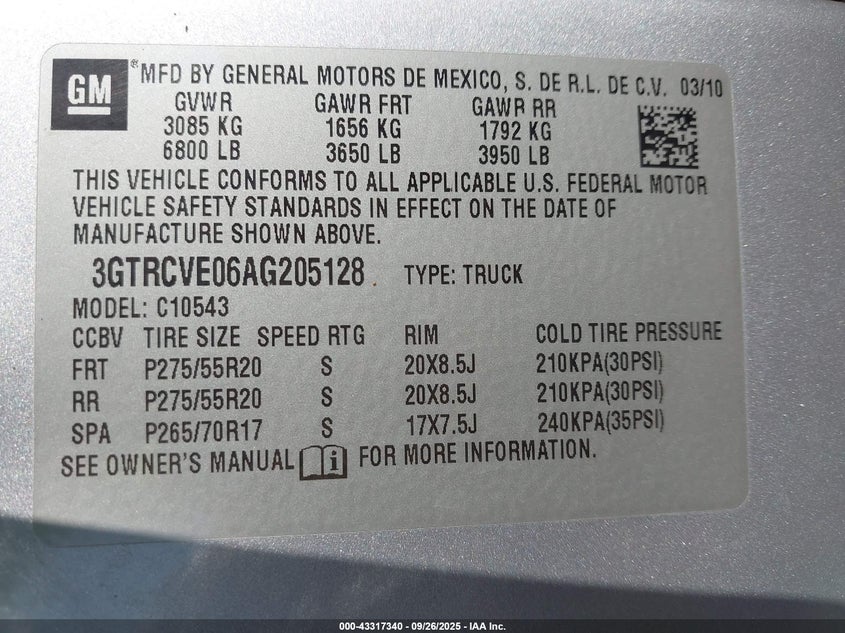 GM ® MFD BY GENERAL MOTORS DE MEXICO, S. DE R.L. DE C.V. 03/10
GVWR GAWR FRT GAWR RR
3085 KG 1656 KG 1792 KG
6800 LB 3650 LB 3950 LB
THIS VEHICLE CONFORMS TO ALL APPLICABLE U.S. FEDERAL MOTOR
VEHICLE SAFETY STANDARDS IN EFFECT ON THE DATE OF
MANUFACTURE SHOWN ABOVE.
3GTRCVE06AG205128 TYPE: TRUCK
MODEL: C10543
CCBV TIRE SIZE SPEED RTG RIM COLD TIRE PRESSURE
FRT P275/55R20 S 20X8.5J 210KPA(30PSI)
RR P275/55R20 S 20X8.5J 210KPA(30PSI)
SPA P265/70R17 S 17X7.5J 240KPA(35PSI)
SEE OWNER'S MANUAL i FOR MORE INFORMATION.
000-43317340 - 09/26/2025 - IAA Inc.